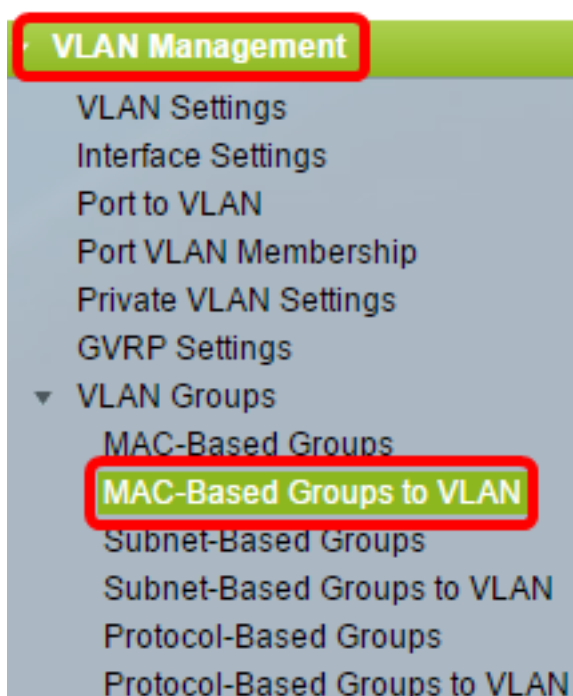 VLAN Management
VLAN Settings
Interface Settings
Port to VLAN
Port VLAN Membership
Private VLAN Settings
GVRP Settings
VLAN Groups
MAC-Based Groups
MAC-Based Groups to VLAN
Subnet-Based Groups
Subnet-Based Groups to VLAN
Protocol-Based Groups
Protocol-Based Groups to VLAN